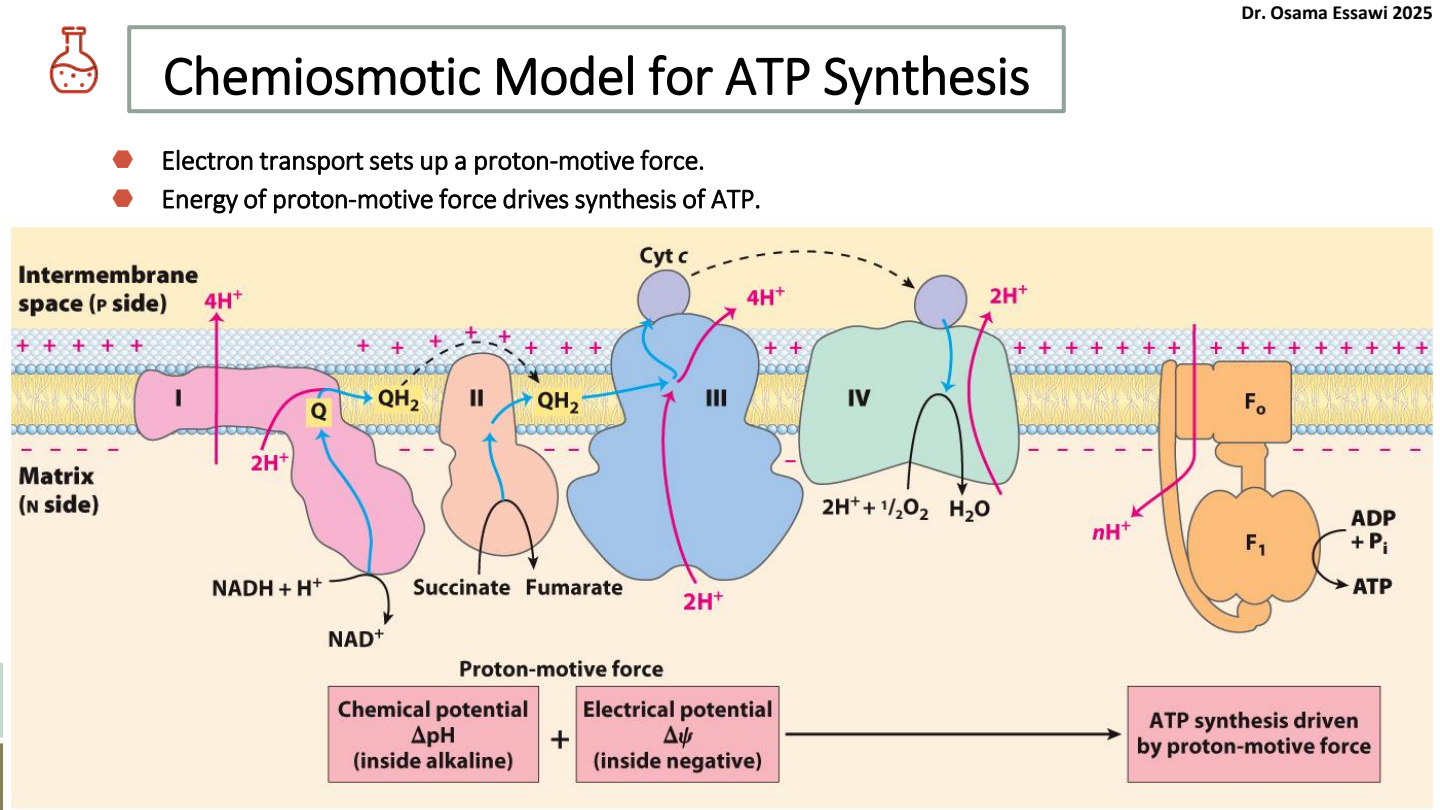 Dr. Osama Essawi 2025
Chemiosmotic Model for ATP Synthesis
Electron transport sets up a proton-motive force.
Energy of proton-motive force drives synthesis of ATP.
Cyt c
Intermembrane
space (P side)
4H⁺
4H⁺
2H⁺
+ + + + +
+ + + + + + + +
+ +
+ + + + + + + + + + + + + + + + + + +
I
Q
QH₂
II
QH₂
III
IV
Fₒ
2H⁺
– – – –
– –
– –
–
– – – – – –
– – – – – –
Matrix
(N side)
2H⁺ + ¹/₂O₂
H₂O
nH⁺
F₁
ADP
+ Pᵢ
ATP
NADH + H⁺
Succinate
Fumarate
2H⁺
NAD⁺
Proton-motive force
Chemical potential
ΔpH
(inside alkaline)
+
Electrical potential
Δψ
(inside negative)
ATP synthesis driven
by proton-motive force